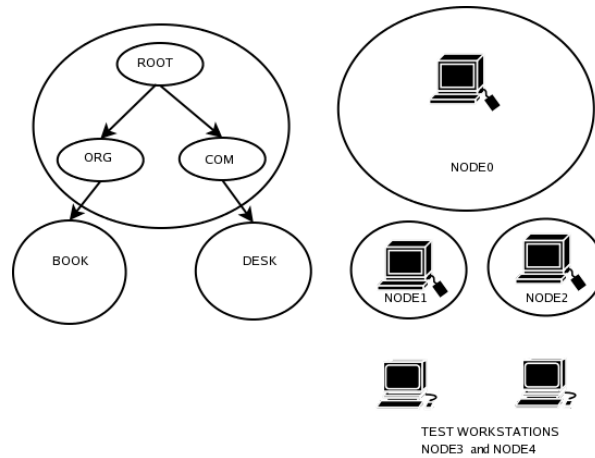 ROOT
ORG
COM
BOOK
DESK
NODE0
NODE1
NODE2
TEST WORKSTATIONS
NODE3 and NODE4